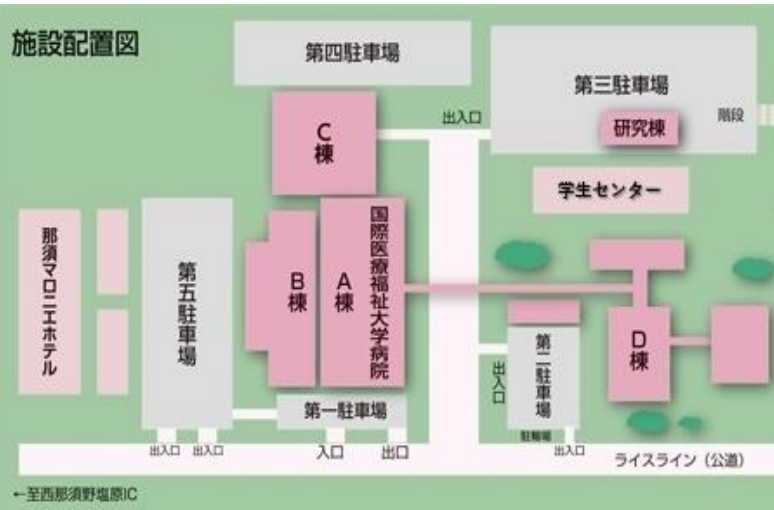 施設配置図
第四駐車場
第三駐車場
出入口
階段
研究棟
C棟
学生センター
那須マロニエホテル
第五駐車場
B棟
A棟
国際医療福祉大学病院
D棟
第二駐車場
出入口
第一駐車場
駐輪場
出入口
出入口
入口
出口
出入口
ライスライン（公道）
←至西那須野塩原IC